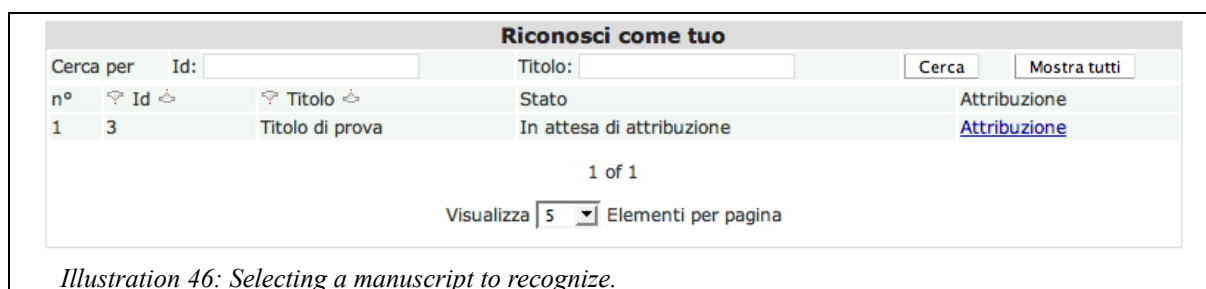 Riconosci come tuo
Cerca per Id: Titolo: Cerca Mostra tutti
n° Id Titolo Stato Attribuzione
1 3 Titolo di prova In attesa di attribuzione Attribuzione
1 of 1
Visualizza 5 Elementi per pagina
Illustration 46: Selecting a manuscript to recognize.